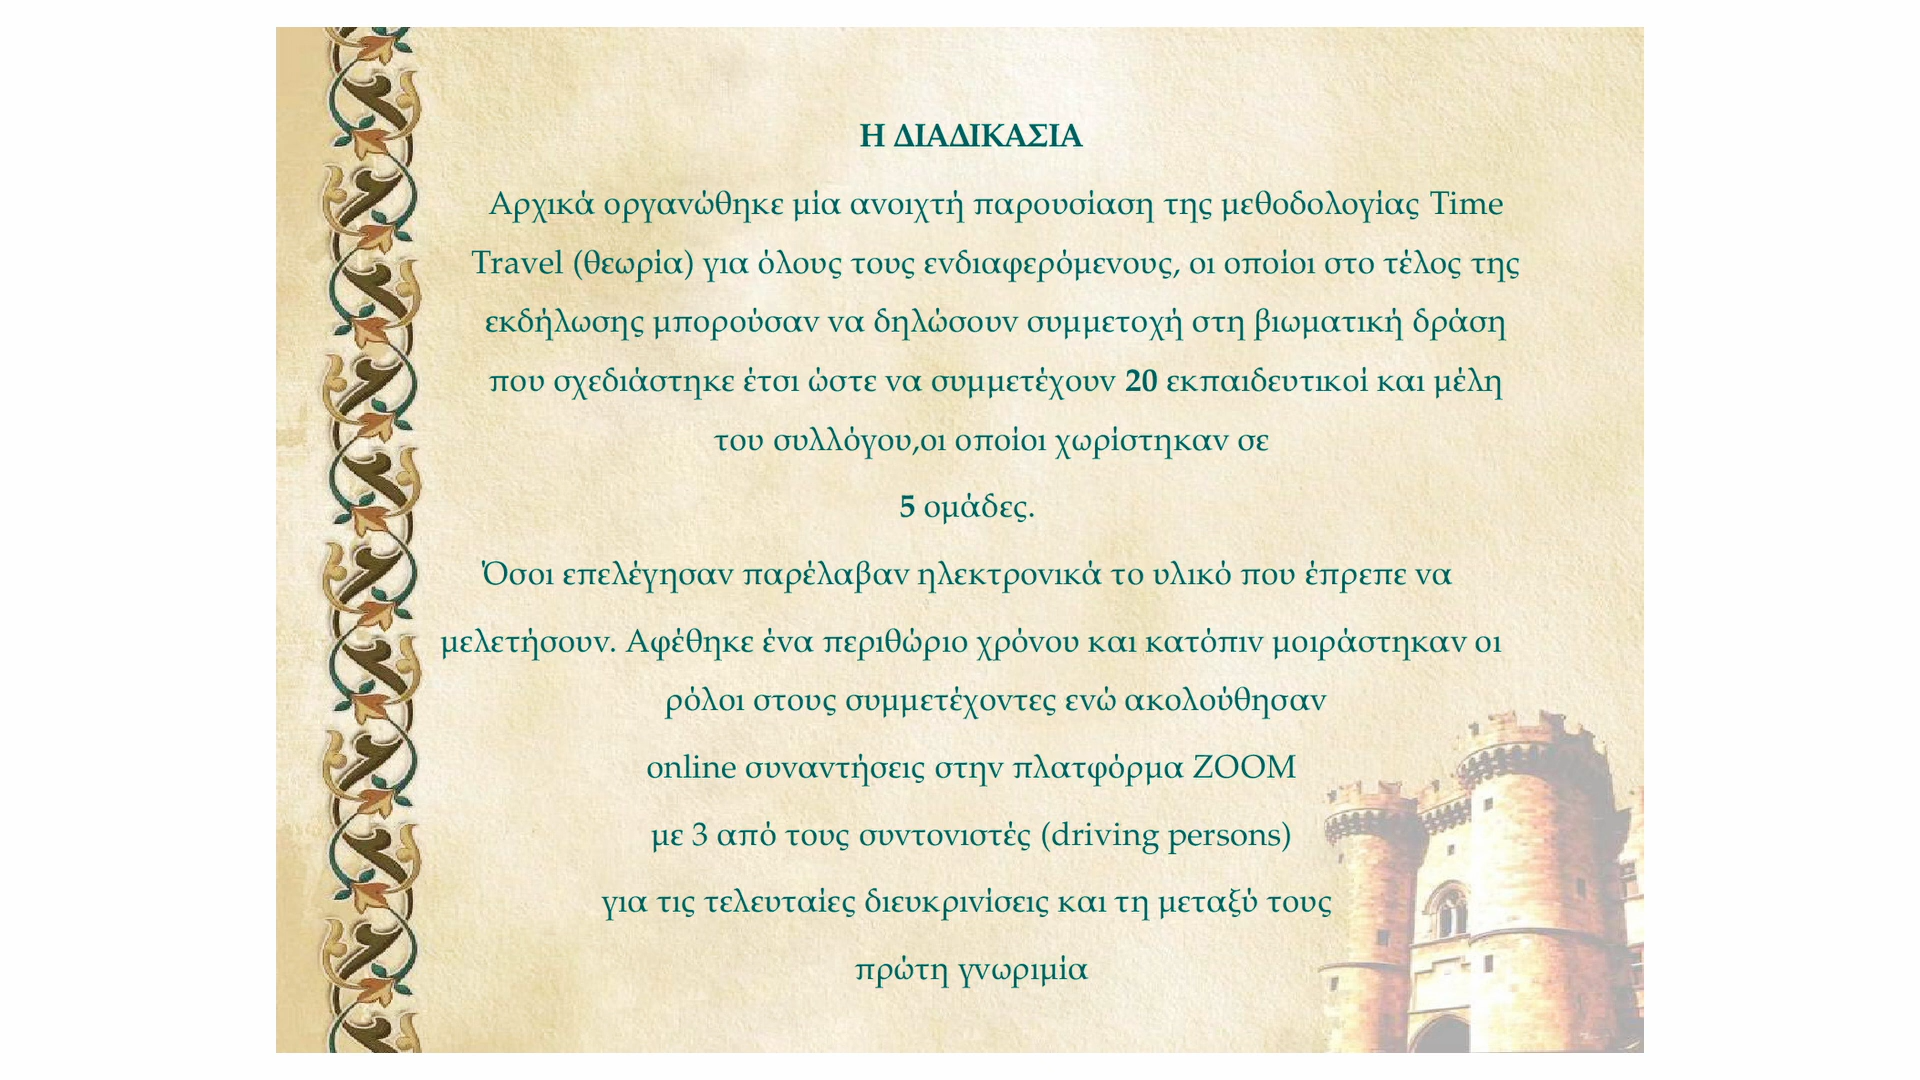 Η ΔΙΑΔΙΚΑΣΙΑ
Αρχικά οργανώθηκε μία ανοιχτή παρουσίαση της μεθοδολογίας Time
Travel (θεωρία) για όλους τους ενδιαφερόμενους, οι οποίοι στο τέλος της
εκδήλωσης μπορούσαν να δηλώσουν συμμετοχή στη βιωματική δράση
που σχεδιάστηκε έτσι ώστε να συμμετέχουν 20 εκπαιδευτικοί και μέλη
του συλλόγου,οι οποίοι χωρίστηκαν σε
5 ομάδες.
Όσοι επελέγησαν παρέλαβαν ηλεκτρονικά το υλικό που έπρεπε να
μελετήσουν. Αφέθηκε ένα περιθώριο χρόνου και κατόπιν μοιράστηκαν οι
ρόλοι στους συμμετέχοντες ενώ ακολούθησαν
online συναντήσεις στην πλατφόρμα ZOOM
με 3 από τους συντονιστές (driving persons)
για τις τελευταίες διευκρινίσεις και τη μεταξύ τους
πρώτη γνωριμία